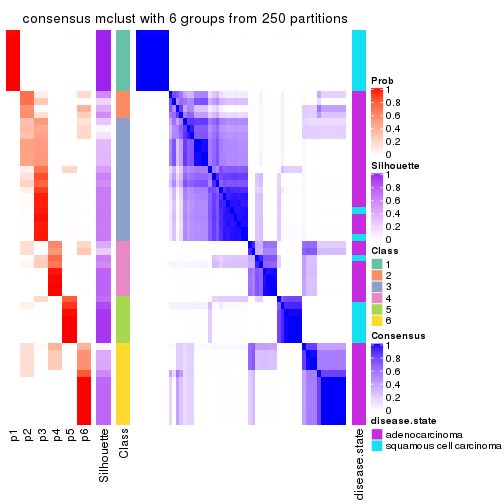 consensus mclust with 6 groups from 250 partitions
Prob
1
0.8
0.6
0.4
0.2
0
Silhouette
1
0.8
0.6
0.4
0.2
0
Class
1
2
3
4
5
6
Consensus
1
0.8
0.6
0.4
0.2
0
disease.state
adenocarcinoma
squamous cell carcinoma
p1
p2
p3
p4
p5
p6
Silhouette
Class
disease.state